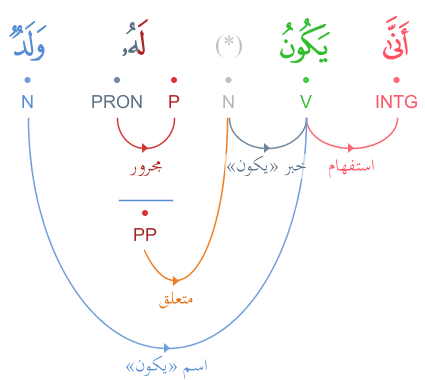 أَنَّىٰ يَكُونُ (*) لَهُۥ وَلَدٌ
INTG V N P PRON N
استفهام خبر «يكون» مجرور
PP
متعلق
اسم «يكون»